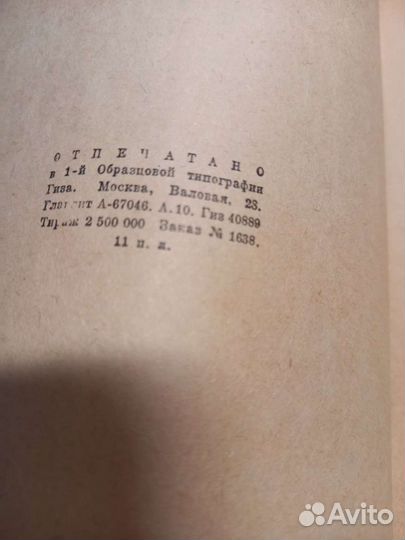 ОТПЕЧАТАНО
в 1-й Образцовой типографии
Гиза. Москва, Валовая, 28.
Главлит А-67046. А.10. Гиз 40889
Тираж 2 500 000 Заказ № 1638.
11 п. л.
Avito